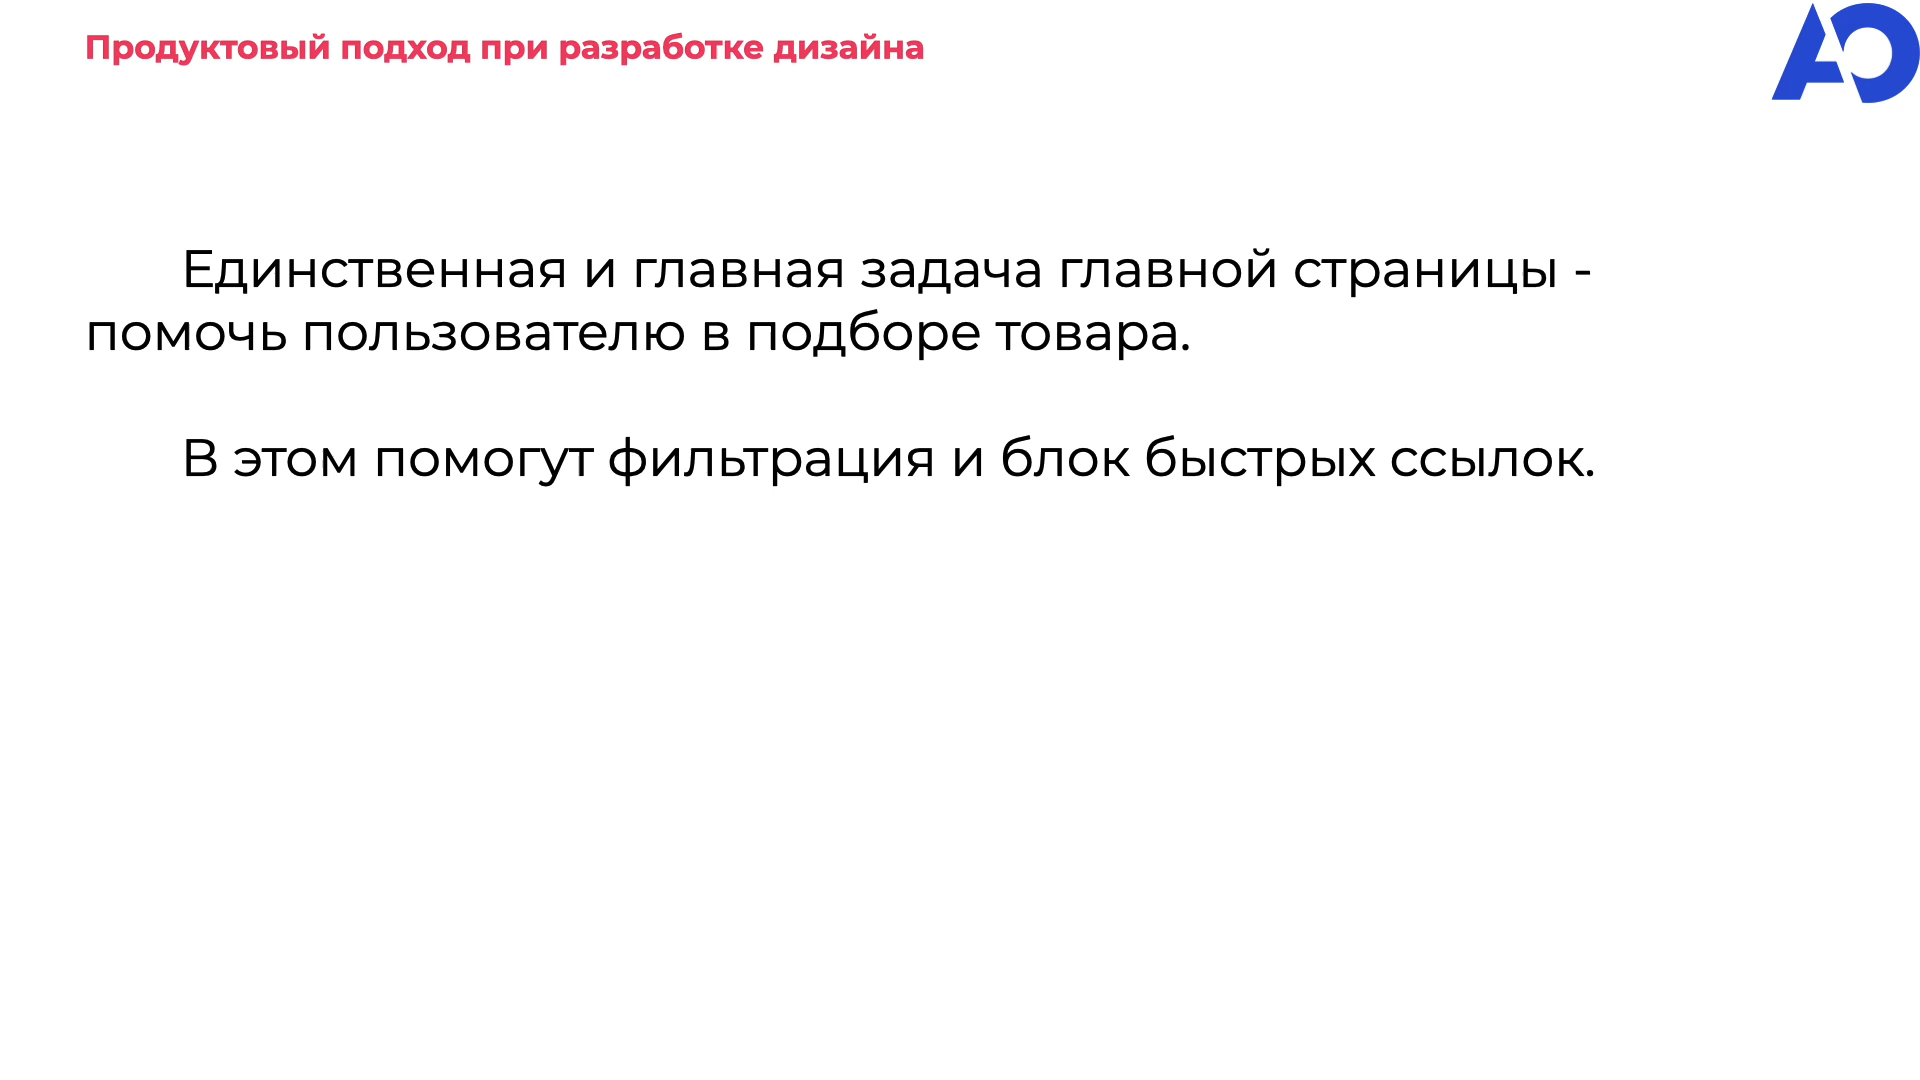 Продуктовый подход при разработке дизайна
АО
Единственная и главная задача главной страницы -
помочь пользователю в подборе товара.
В этом помогут фильтрация и блок быстрых ссылок.